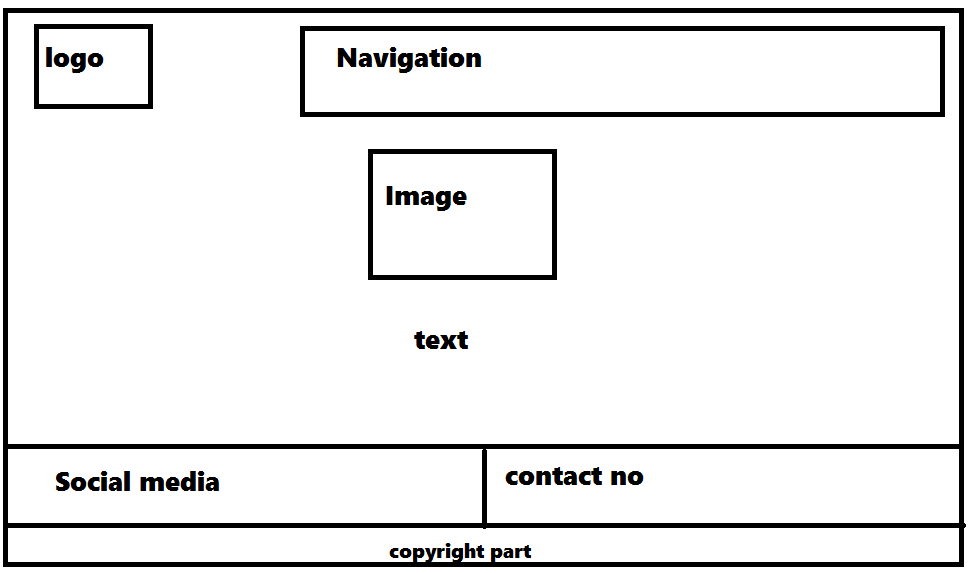 logo
Navigation
Image
text
Social media
contact no
copyright part